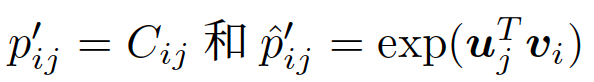 $p'_{ij} = C_{ij}$ 和 $\hat{p}'_{ij} = \exp(\boldsymbol{u}_j^T \boldsymbol{v}_i)$